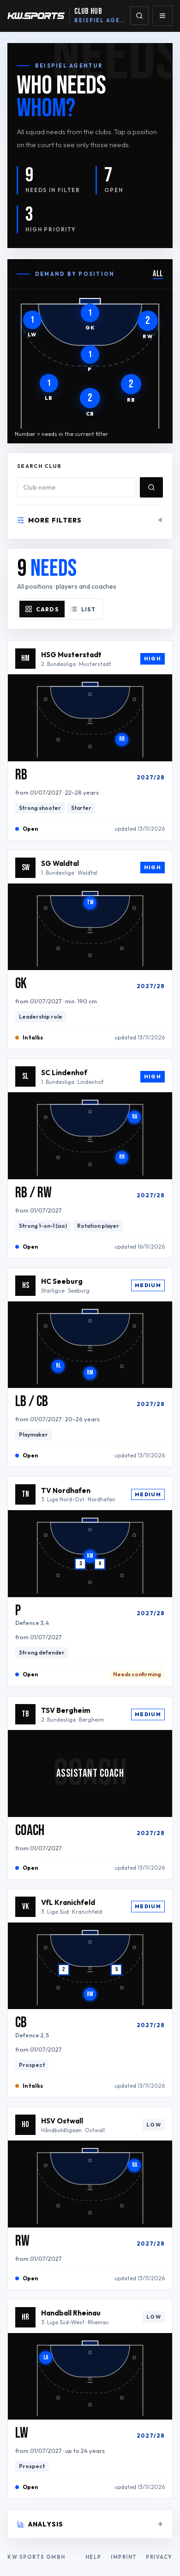 KW.SPORTS
CLUB HUB
BEISPIEL AGE…
BEISPIEL AGENTUR
WHO NEEDS
WHOM?
All squad needs from the clubs. Tap a position
on the court to see only those needs.
9
NEEDS IN FILTER
7
OPEN
3
HIGH PRIORITY
DEMAND BY POSITION
ALL
1
GK
1
LW
2
RW
1
P
1
LB
2
CB
2
RB
Number = needs in the current filter
SEARCH CLUB
Club name
MORE FILTERS
+
9 NEEDS
All positions · players and coaches
CARDS
LIST
HM
HSG Musterstadt
2. Bundesliga · Musterstadt
HIGH
RR
RB
2027/28
from 01/07/2027 · 22–28 years
Strong shooter
Starter
Open
updated 13/11/2026
SW
SG Waldtal
1. Bundesliga · Waldtal
HIGH
TW
GK
2027/28
from 01/07/2027 · min. 190 cm
Leadership role
In talks
updated 13/11/2026
SL
SC Lindenhof
1. Bundesliga · Lindenhof
HIGH
RA
RR
RB / RW
2027/28
from 01/07/2027
Strong 1-on-1 (iso)
Rotation player
Open
updated 16/11/2026
HS
HC Seeburg
Starligue · Seeburg
MEDIUM
RL
RM
LB / CB
2027/28
from 01/07/2027 · 20–26 years
Playmaker
Open
updated 13/11/2026
TN
TV Nordhafen
3. Liga Nord-Ost · Nordhafen
MEDIUM
KM
3
4
P
2027/28
Defence 3, 4
from 01/07/2027
Strong defender
Open
Needs confirming
TB
TSV Bergheim
2. Bundesliga · Bergheim
MEDIUM
COACH
ASSISTANT COACH
COACH
2027/28
from 01/07/2027
Open
updated 13/11/2026
VK
VfL Kranichfeld
3. Liga Süd · Kranichfeld
MEDIUM
2
5
RM
CB
2027/28
Defence 2, 5
from 01/07/2027
Prospect
In talks
updated 13/11/2026
HO
HSV Ostwall
Håndboldligaen · Ostwall
LOW
RA
RW
2027/28
from 01/07/2027
Open
updated 13/11/2026
HR
Handball Rheinau
3. Liga Süd-West · Rheinau
LOW
LA
LW
2027/28
from 01/07/2027 · up to 24 years
Prospect
Open
updated 13/11/2026
ANALYSIS
+
KW SPORTS GMBH
HELP
IMPRINT
PRIVACY